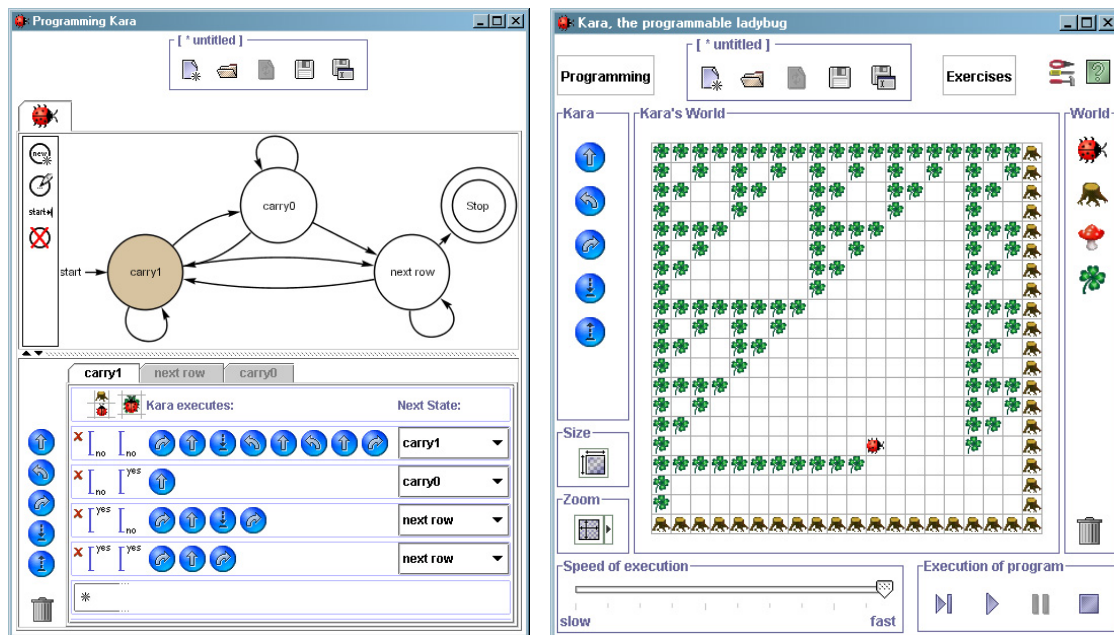 Programming Kara
[ * untitled ]
new
start
start
carry0
Stop
carry1
next row
carry1
next row
carry0
Kara executes:
Next State:
no
no
carry1
no
yes
carry0
yes
no
next row
yes
yes
next row
Kara, the programmable ladybug
[ * untitled ]
Programming
Exercises
?
Kara
Kara's World
World
Size
Zoom
Speed of execution
slow
fast
Execution of program